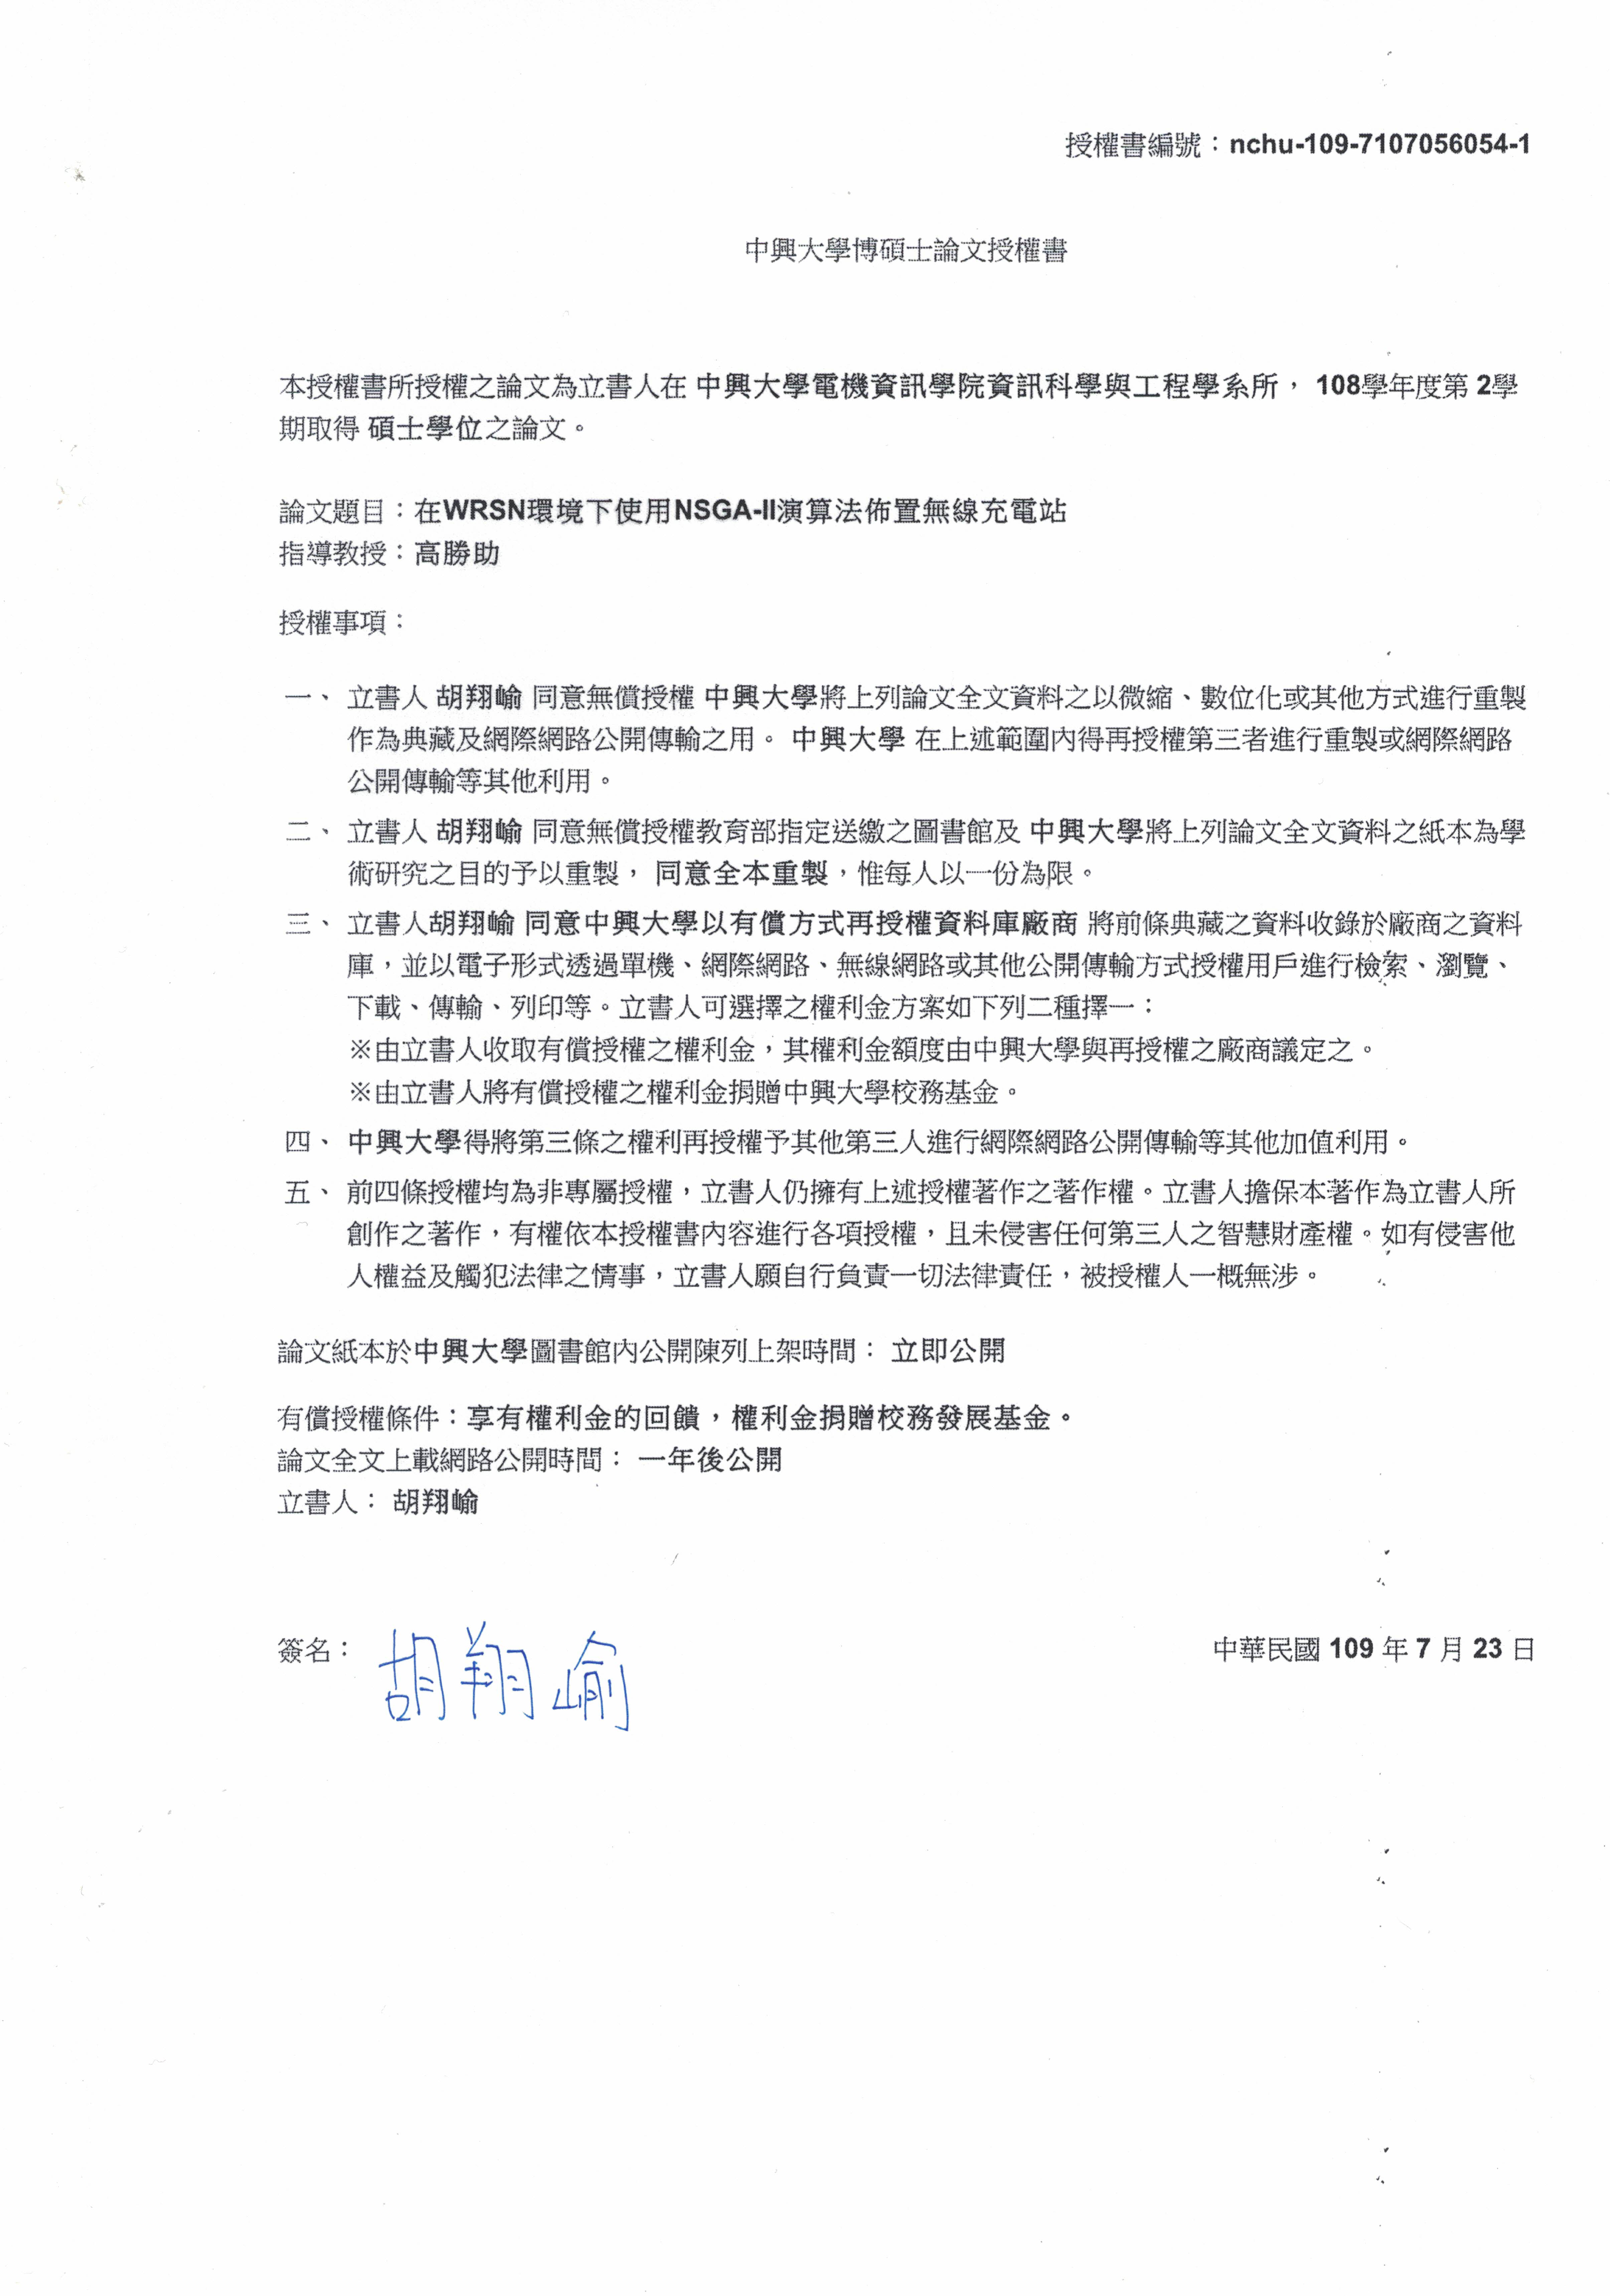 授權書編號：nchu-109-7107056054-1
中興大學博碩士論文授權書
本授權書所授權之論文為立書人在 中興大學電機資訊學院資訊科學與工程學系所， 108學年度第 2學
期取得 碩士學位之論文。
論文題目：在WRSN環境下使用NSGA-II演算法佈置無線充電站
指導教授：高勝助
授權事項：
一、 立書人 胡翔崳 同意無償授權 中興大學將上列論文全文資料之以微縮、數位化或其他方式進行重製
作為典藏及網際網路公開傳輸之用。 中興大學 在上述範圍內得再授權第三者進行重製或網際網路
公開傳輸等其他利用。
二、 立書人 胡翔崳 同意無償授權教育部指定送繳之圖書館及 中興大學將上列論文全文資料之紙本為學
術研究之目的予以重製， 同意全本重製，惟每人以一份為限。
三、 立書人胡翔崳 同意中興大學以有償方式再授權資料庫廠商 將前條典藏之資料收錄於廠商之資料
庫，並以電子形式透過單機、網際網路、無線網路或其他公開傳輸方式授權用戶進行檢索、瀏覽、
下載、傳輸、列印等。立書人可選擇之權利金方案如下列二種擇一：
※由立書人收取有償授權之權利金，其權利金額度由中興大學與再授權之廠商議定之。
※由立書人將有償授權之權利金捐贈中興大學校務基金。
四、 中興大學得將第三條之權利再授權予其他第三人進行網際網路公開傳輸等其他加值利用。
五、 前四條授權均為非專屬授權，立書人仍擁有上述授權著作之著作權。立書人擔保本著作為立書人所
創作之著作，有權依本授權書內容進行各項授權，且未侵害任何第三人之智慧財產權。如有侵害他
人權益及觸犯法律之情事，立書人願自行負責一切法律責任，被授權人一概無涉。
論文紙本於中興大學圖書館內公開陳列上架時間： 立即公開
有償授權條件：享有權利金的回饋，權利金捐贈校務發展基金。
論文全文上載網路公開時間： 一年後公開
立書人： 胡翔崳
簽名： 胡翔崳
中華民國 109 年 7 月 23 日